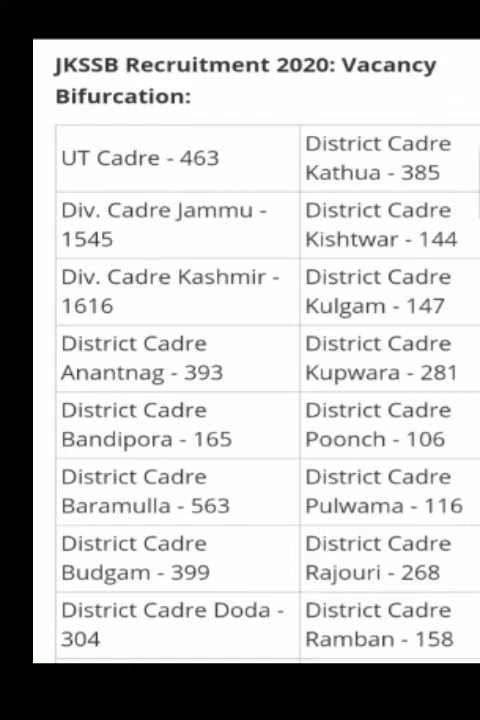 JKSSB Recruitment 2020: Vacancy
Bifurcation:
UT Cadre - 463
District Cadre
Kathua - 385
Div. Cadre Jammu -
1545
District Cadre
Kishtwar - 144
Div. Cadre Kashmir -
1616
District Cadre
Kulgam - 147
District Cadre
Anantnag - 393
District Cadre
Kupwara - 281
District Cadre
Bandipora - 165
District Cadre
Poonch - 106
District Cadre
Baramulla - 563
District Cadre
Pulwama - 116
District Cadre
Budgam - 399
District Cadre
Rajouri - 268
District Cadre Doda -
304
District Cadre
Ramban - 158